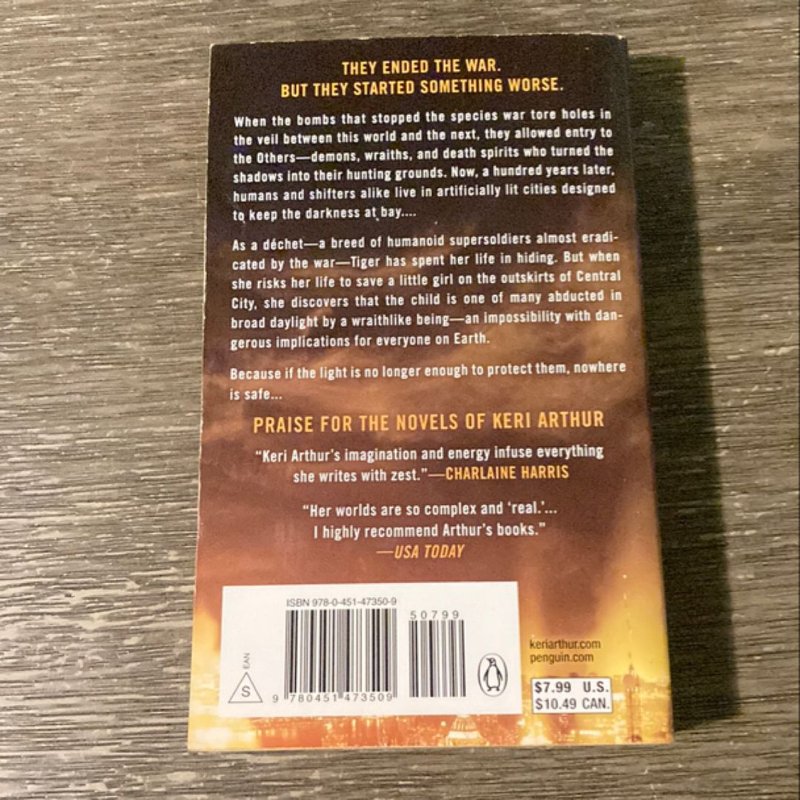 THEY ENDED THE WAR.
BUT THEY STARTED SOMETHING WORSE.
When the bombs that stopped the species war tore holes in
the veil between this world and the next, they allowed entry to
the Others—demons, wraiths, and death spirits who turned the
shadows into their hunting grounds. Now, a hundred years later,
humans and shifters alike live in artificially lit cities designed
to keep the darkness at bay....
As a déchet—a breed of humanoid supersoldiers almost eradi-
cated by the war—Tiger has spent her life in hiding. But when
she risks her life to save a little girl on the outskirts of Central
City, she discovers that the child is one of many abducted in
broad daylight by a wraithlike being—an impossibility with dan-
gerous implications for everyone on Earth.
Because if the light is no longer enough to protect them, nowhere
is safe...
PRAISE FOR THE NOVELS OF KERI ARTHUR
“Keri Arthur’s imagination and energy infuse everything
she writes with zest.”—CHARLAINE HARRIS
“Her worlds are so complex and ‘real.’...
I highly recommend Arthur’s books.”
—USA TODAY
ISBN 978-0-451-47350-9
50799
EAN
S
9 780451 473509
keriarthur.com
penguin.com
$7.99 U.S.
$10.49 CAN.